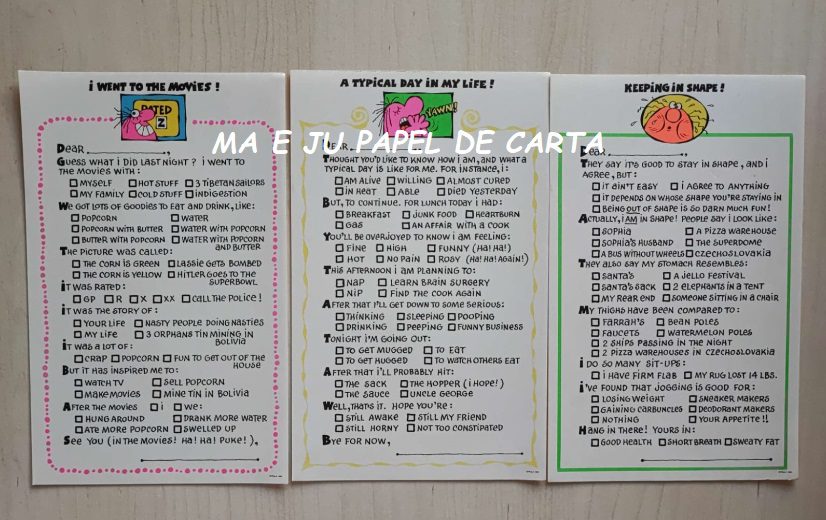 i WENT TO THE MOViES!
RATED
Z
DEAR
GUESS WHAT i DiD LAST NiGHT? i WENT TO
THE MOViES WiTH:
MYSELF HOT STUFF 3 TiBETAN SAiLORS
MY FAMiLY COLD STUFF iNDiGESTiON
WE GOT LOTS OF GOODiES TO EAT AND DRiNK, LiKE:
POPCORN WATER
POPCORN WiTH BUTTER WATER WiTH POPCORN
BUTTER WiTH POPCORN WATER WiTH POPCORN
AND BUTTER
THE PiCTURE WAS CALLED:
THE CORN iS GREEN LASSiE GETS BOMBED
THE CORN iS YELLOW HiTLER GOES TO THE
SUPERBOWL
iT WAS RATED:
GP R X XX CALL THE POLiCE!
iT WAS THE STORY OF:
YOUR LiFE NASTY PEOPLE DOiNG NASTiES
MY LiFE 3 ORPHANS TiN MiNiNG iN
BOLiViA
iT WAS A LOT OF:
CRAP POPCORN FUN TO GET OUT OF THE
HOUSE
BUT iT HAS iNSPiRED ME TO:
WATCH TV SELL POPCORN
MAKE MOViES MiNE TiN iN BOLiViA
AFTER THE MOViES i WE:
HUNG AROUND DRANK MORE WATER
ATE MORE POPCORN SWELLED UP
SEE YOU (iN THE MOViES! HA! HA! PUKE!),
A TYPiCAL DAY iN MY LiFE!
YAWN!
MA E JU PAPEL DE CARTA
DEAR
THOUGHT YOU'D LiKE TO KNOW HOW i AM, AND WHAT A
TYPiCAL DAY iS LiKE FOR ME. FOR iNSTANCE, i:
AM ALiVE WiLLiNG ALMOST CURED
iN HEAT ABLE DiED YESTERDAY
BUT, TO CONTiNUE. FOR LUNCH TODAY i HAD:
BREAKFAST JUNK FOOD HEARTBURN
GAS AN AFFAiR WiTH A COOK
YOU'LL BE OVERJOYED TO KNOW i AM FEELiNG:
FiNE HiGH FUNNY (HA! HA!)
HOT NO PAiN ROSY (HA! HA! AGAiN!)
THiS AFTERNOON i AM PLANNiNG TO:
NAP LEARN BRAiN SURGERY
NiP FiND THE COOK AGAiN
AFTER THAT i'LL GET DOWN TO SOME SERiOUS:
THiNKiNG SLEEPiNG POOPiNG
DRiNKiNG PEEPiNG FUNNY BUSiNESS
TONiGHT i'M GOiNG OUT:
TO GET MUGGED TO EAT
TO GET HUGGED TO WATCH OTHERS EAT
AFTER THAT i'LL PROBABLY HiT:
THE SACK THE HOPPER (i HOPE!)
THE SAUCE UNCLE GEORGE
WELL, THAT'S iT. HOPE YOU'RE:
STiLL AWAKE STiLL MY FRiEND
STiLL HORNY NOT TOO CONSTiPATED
BYE FOR NOW,
KEEPiNG iN SHAPE!
DEAR
THEY SAY iT'S GOOD TO STAY iN SHAPE, AND i
AGREE, BUT:
iT AiN'T EASY i AGREE TO ANYTHiNG
iT DEPENDS ON WHOSE SHAPE YOU'RE STAYiNG iN
BEiNG OUT OF SHAPE iS SO DARN MUCH FUN!
ACTUALLY, i AM iN SHAPE! PEOPLE SAY i LOOK LiKE:
SOPHiA A PiZZA WAREHOUSE
SOPHiA'S HUSBAND THE SUPERDOME
A BUS WiTHOUT WHEELS CZECHOSLOVAKiA
THEY ALSO SAY MY STOMACH RESEMBLES:
SANTA'S A JELLO FESTiVAL
SANTA'S SACK 2 ELEPHANTS iN A TENT
MY REAR END SOMEONE SiTTiNG iN A CHAiR
MY THiGHS HAVE BEEN COMPARED TO:
FARRAH'S BEAN POLES
FAUCETS WATERMELON POLES
2 SHiPS PASSiNG iN THE NiGHT
2 PiZZA WAREHOUSES iN CZECHOSLOVAKiA
i DO SO MANY SiT-UPS:
i HAVE FiRM FLAB MY RUG LOST 14 LBS.
i'VE FOUND THAT JOGGiNG iS GOOD FOR:
LOSiNG WEiGHT SNEAKER MAKERS
GAiNiNG CARBUNCLES DEODORANT MAKERS
NOTHiNG YOUR APPETiTE!!
HANG iN THERE! YOURS iN:
GOOD HEALTH SHORT BREATH SWEATY FAT